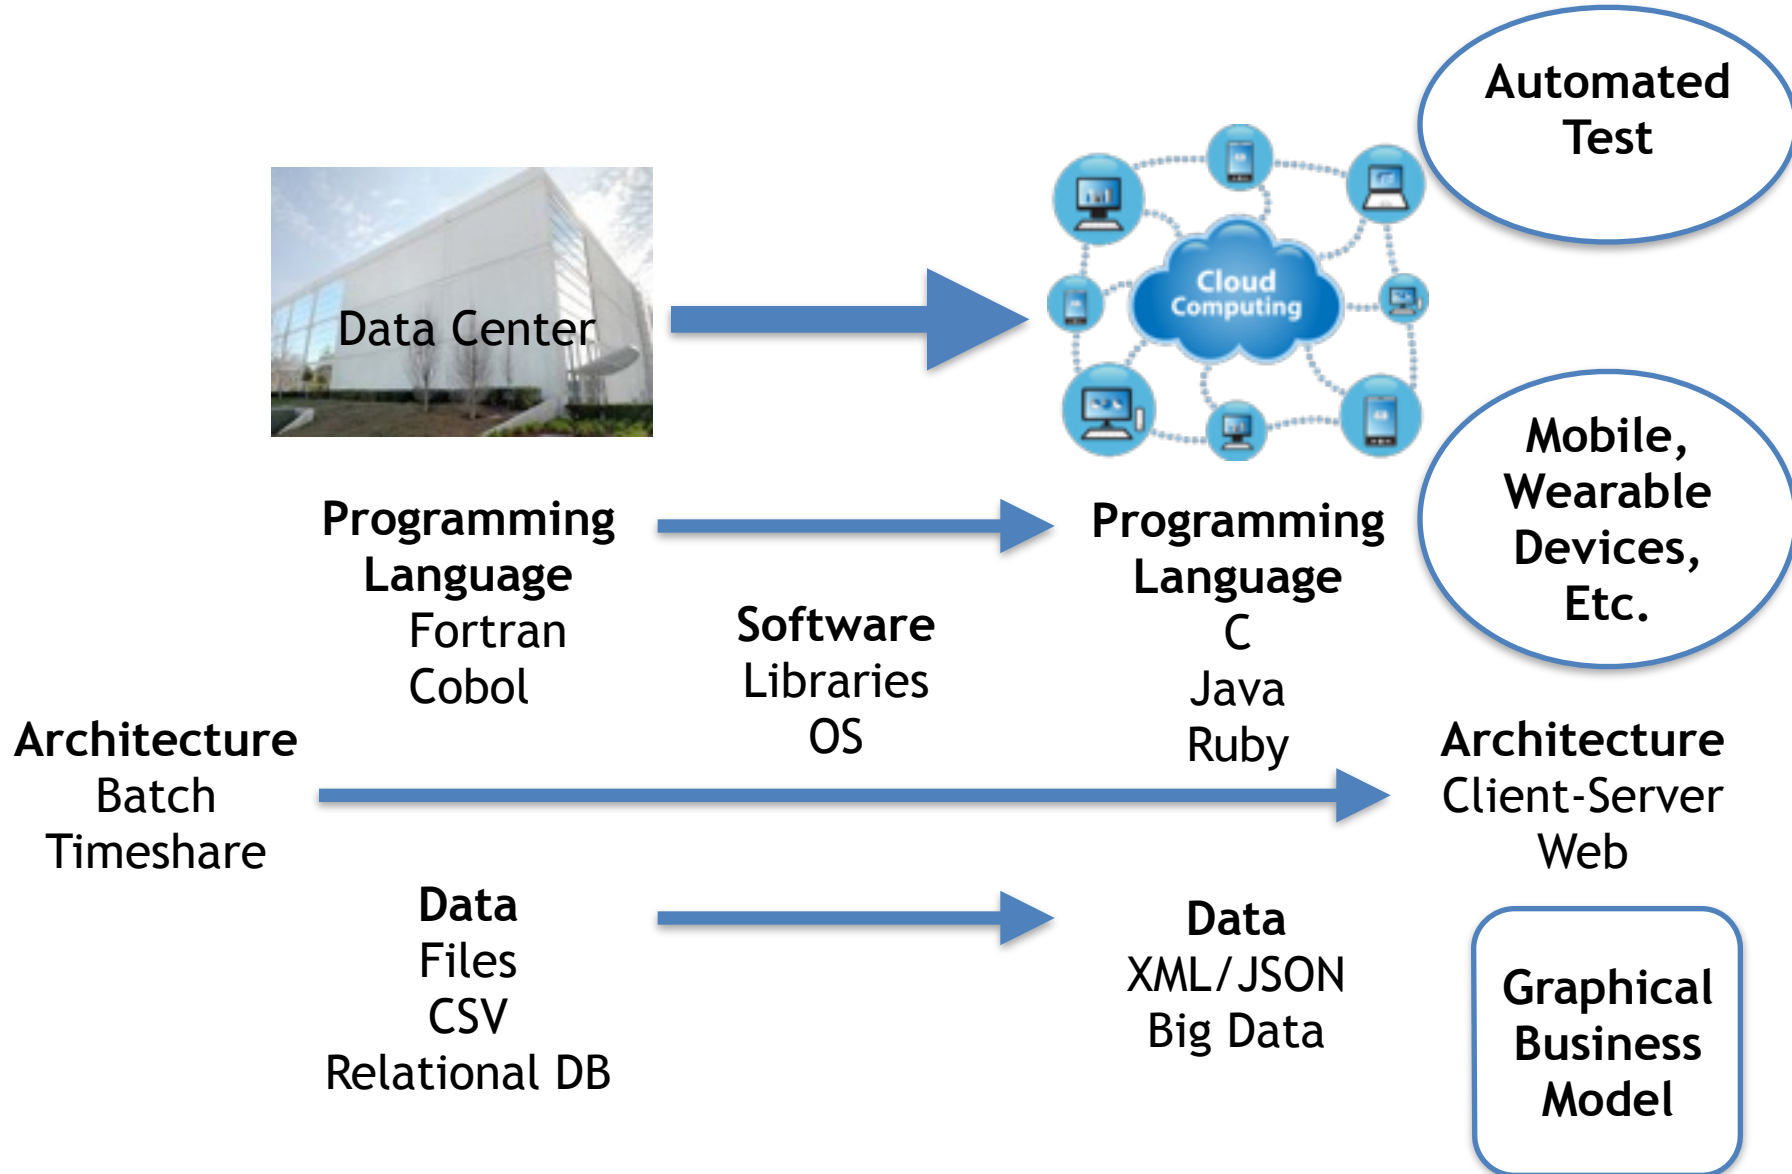 Automated
Test
Data Center
Cloud
Computing
Mobile,
Wearable
Devices,
Etc.
Programming
Language
Fortran
Cobol
Software
Libraries
OS
Programming
Language
C
Java
Ruby
Architecture
Batch
Timeshare
Architecture
Client-Server
Web
Data
Files
CSV
Relational DB
Data
XML/JSON
Big Data
Graphical
Business
Model